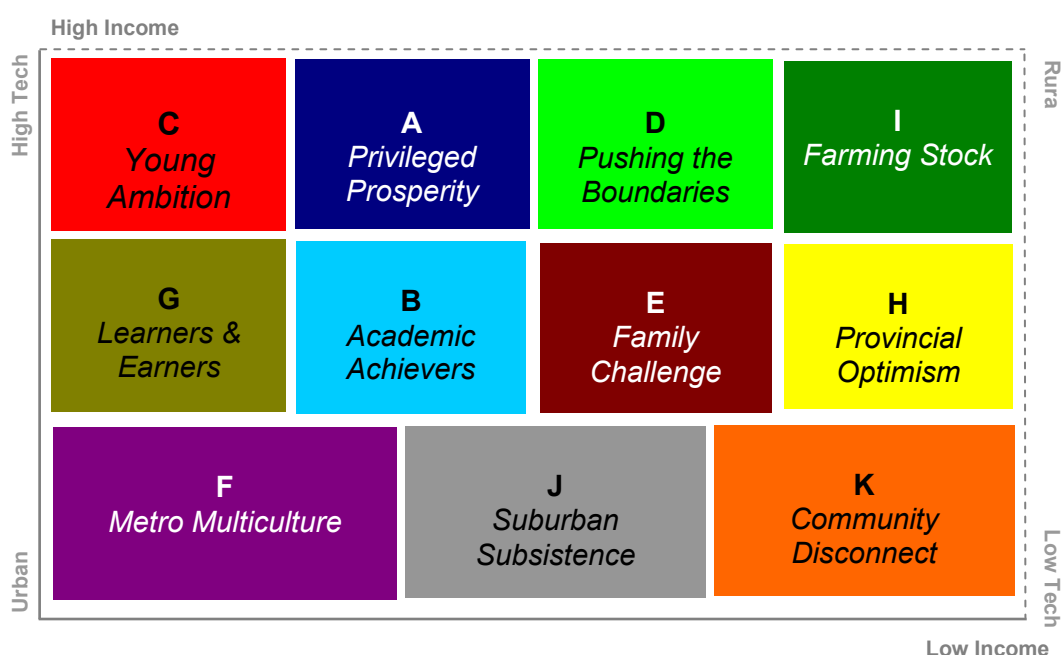 High Income
High Tech
Rura
C
Young
Ambition
A
Privileged
Prosperity
D
Pushing the
Boundaries
I
Farming Stock
G
Learners &
Earners
B
Academic
Achievers
E
Family
Challenge
H
Provincial
Optimism
F
Metro Multiculture
J
Suburban
Subsistence
K
Community
Disconnect
Urban
Low Tech
Low Income